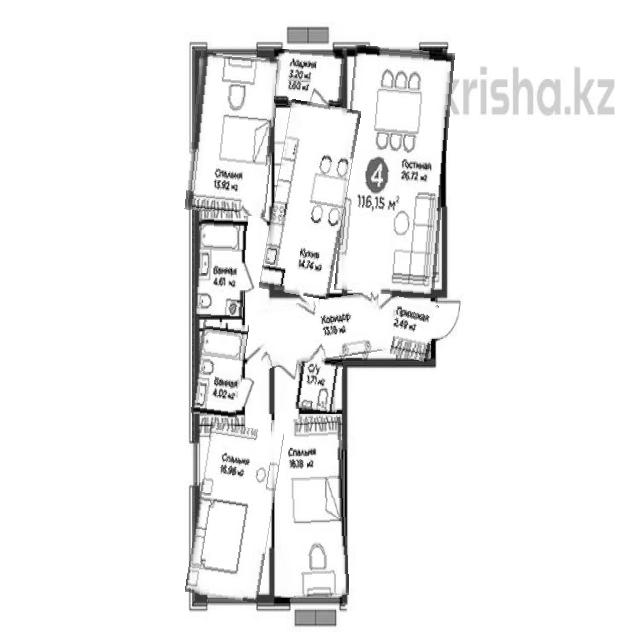 krisha.kz
Лоджия
3.20 м2
1.60 м2
Спальня
13.92 м2
Гостиная
26.72 м2
4
116,15 м²
Кухня
14.74 м2
Ванная
4.61 м2
Коридор
13.18 м2
Прихожая
2.49 м2
Ванная
4.02 м2
С/У
1.71 м2
Спальня
16.96 м2
Спальня
16.18 м2